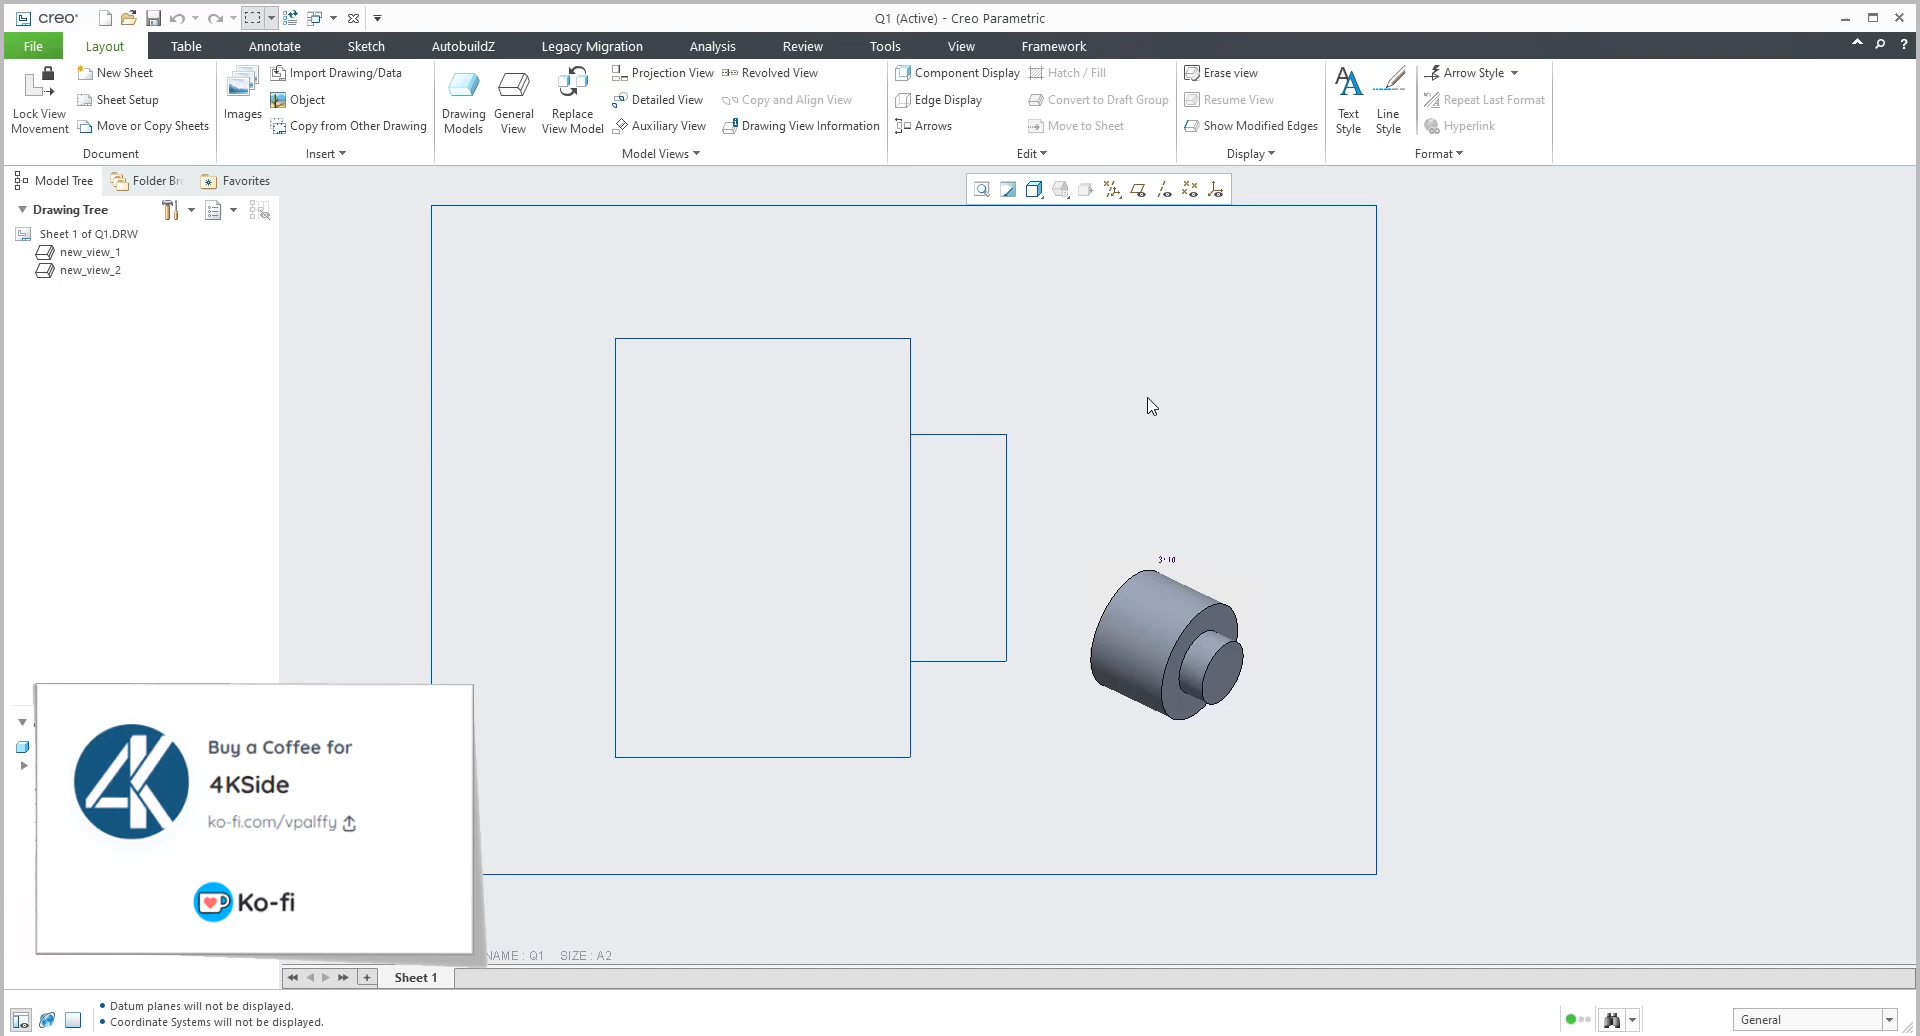 creo
Q1 (Active) - Creo Parametric
File Layout Table Annotate Sketch AutobuildZ Legacy Migration Analysis Review Tools View Framework
Lock View Movement
New Sheet
Sheet Setup
Move or Copy Sheets
Document
Images
Import Drawing/Data
Object
Copy from Other Drawing
Insert
Drawing Models
General View
Replace View Model
Projection View
Detailed View
Auxiliary View
Revolved View
Copy and Align View
Drawing View Information
Model Views
Component Display
Edge Display
Arrows
Hatch / Fill
Convert to Draft Group
Move to Sheet
Edit
Erase view
Resume View
Show Modified Edges
Display
Text Style
Line Style
Arrow Style
Repeat Last Format
Hyperlink
Format
Model Tree Folder Br Favorites
Drawing Tree
Sheet 1 of Q1.DRW
new_view_1
new_view_2
4K
Buy a Coffee for
4KSide
ko-fi.com/vpalffy
Ko-fi
NAME : Q1 SIZE : A2
Sheet 1
• Datum planes will not be displayed.
• Coordinate Systems will not be displayed.
General